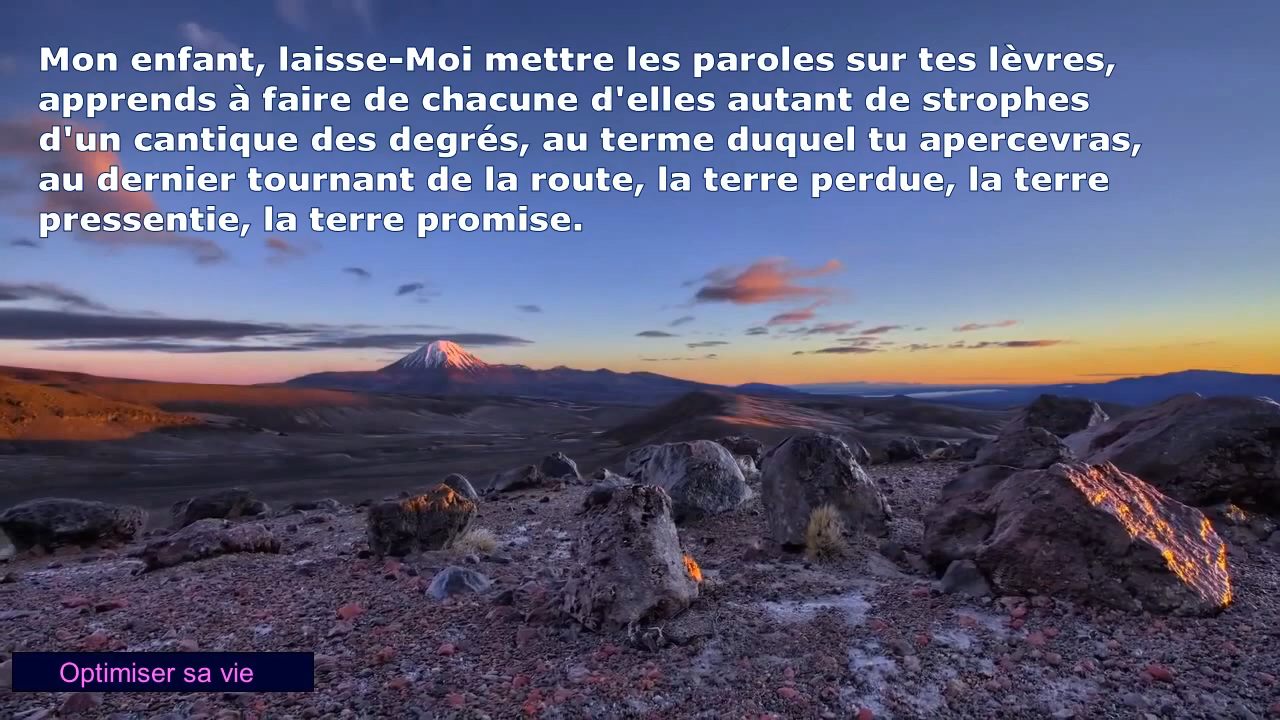 Mon enfant, laisse-Moi mettre les paroles sur tes lèvres,
apprends à faire de chacune d'elles autant de strophes
d'un cantique des degrés, au terme duquel tu apercevras,
au dernier tournant de la route, la terre perdue, la terre
pressentie, la terre promise.
Optimiser sa vie